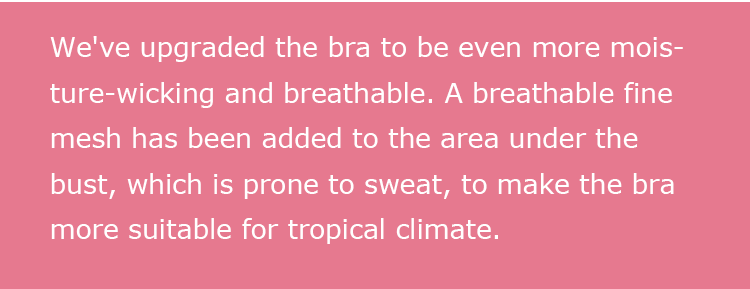 We've upgraded the bra to be even more mois-
ture-wicking and breathable. A breathable fine
mesh has been added to the area under the
bust, which is prone to sweat, to make the bra
more suitable for tropical climate.